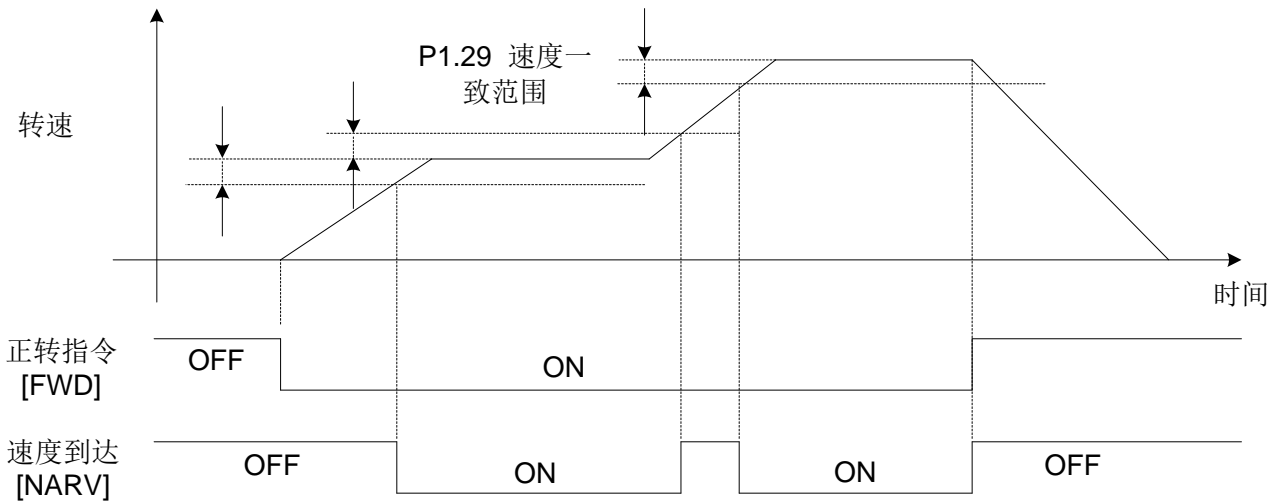 P1.29 速度一
致范围
转速
时间
正转指令
[FWD]
OFF
ON
速度到达
[NARV]
OFF
ON
ON
OFF